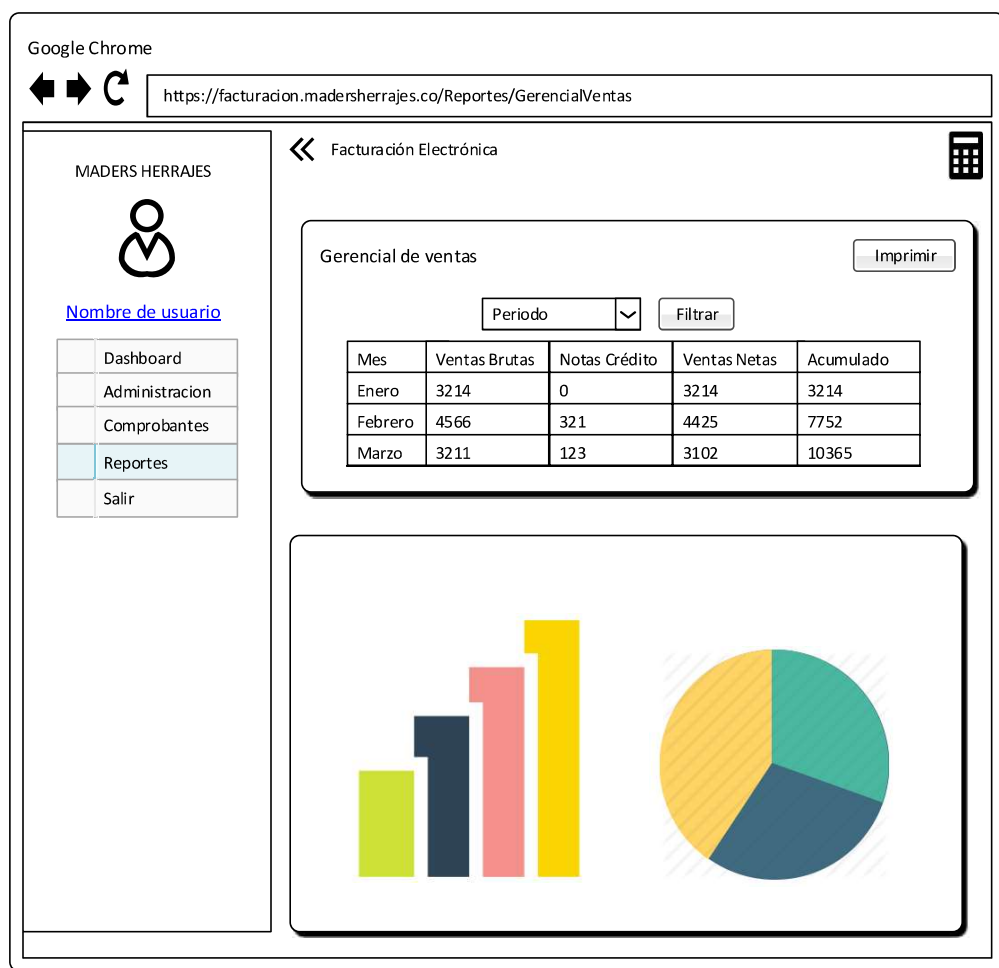 Google Chrome
https://facturacion.madersherrajes.co/Reportes/GerencialVentas
MADERS HERRAJES
Nombre de usuario
Dashboard
Administracion
Comprobantes
Reportes
Salir
Facturación Electrónica
Gerencial de ventas
Imprimir
Periodo
Filtrar
Mes Ventas Brutas Notas Crédito Ventas Netas Acumulado
Enero 3214 0 3214 3214
Febrero 4566 321 4425 7752
Marzo 3211 123 3102 10365